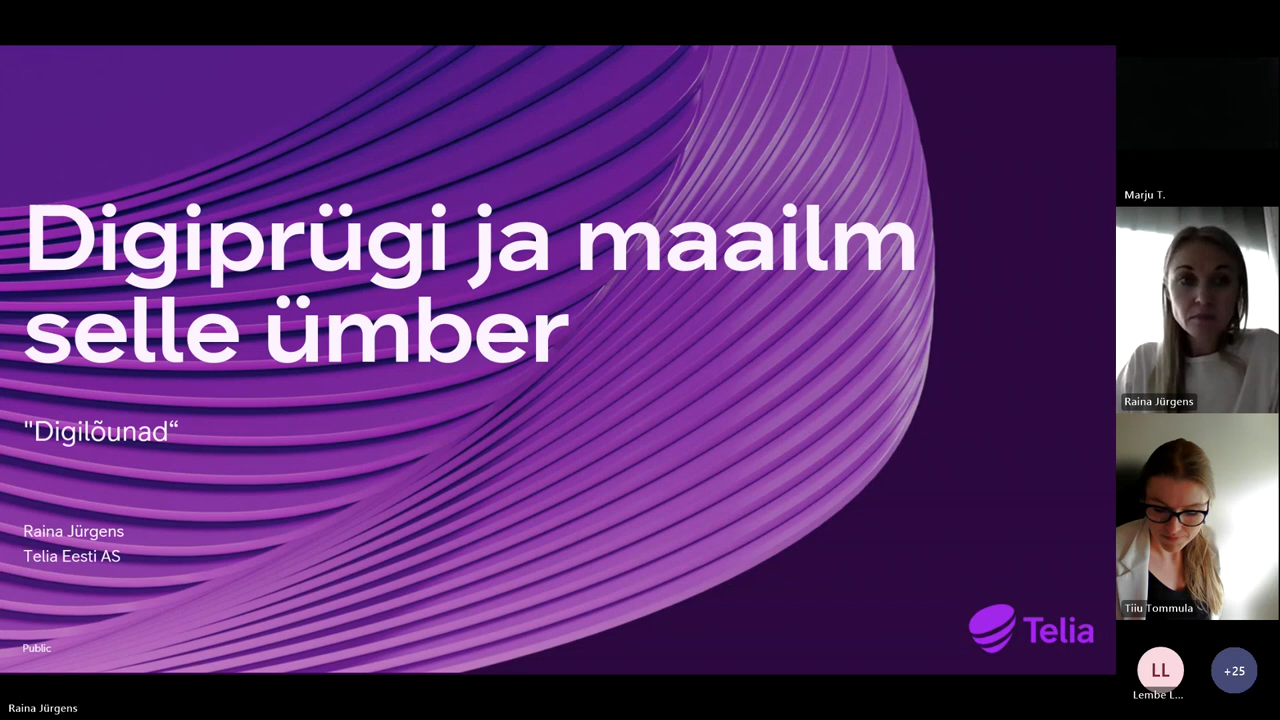 Digiprügi ja maailm
selle ümber
"Digilõunad“
Raina Jürgens
Telia Eesti AS
Public
Telia
Raina Jürgens
Marju T.
Raina Jürgens
Tiiu Tommula
LL
Lembe L...
+25